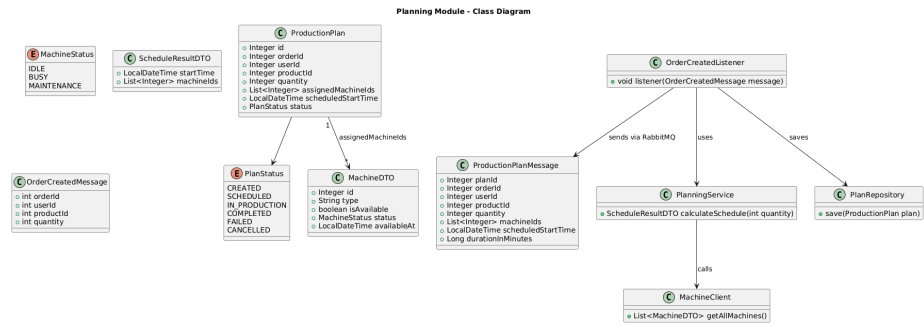 Planning Module - Class Diagram
E MachineStatus
IDLE
BUSY
MAINTENANCE
C ScheduleResultDTO
LocalDateTime startTime
List<Integer> machineIds
C ProductionPlan
Integer id
Integer orderId
Integer userId
Integer productId
Integer quantity
List<Integer> assignedMachineIds
LocalDateTime scheduledStartTime
PlanStatus status
C OrderCreatedListener
void listener(OrderCreatedMessage message)
1
assignedMachineIds
*
sends via RabbitMQ
uses
saves
C OrderCreatedMessage
int orderId
int userId
int productId
int quantity
E PlanStatus
CREATED
SCHEDULED
IN_PRODUCTION
COMPLETED
FAILED
CANCELLED
C MachineDTO
Integer id
String type
boolean isAvailable
MachineStatus status
LocalDateTime availableAt
C ProductionPlanMessage
Integer planId
Integer orderId
Integer userId
Integer productId
Integer quantity
List<Integer> machineIds
LocalDateTime scheduledStartTime
Long durationInMinutes
C PlanningService
ScheduleResultDTO calculateSchedule(int quantity)
C PlanRepository
save(ProductionPlan plan)
calls
C MachineClient
List<MachineDTO> getAllMachines()